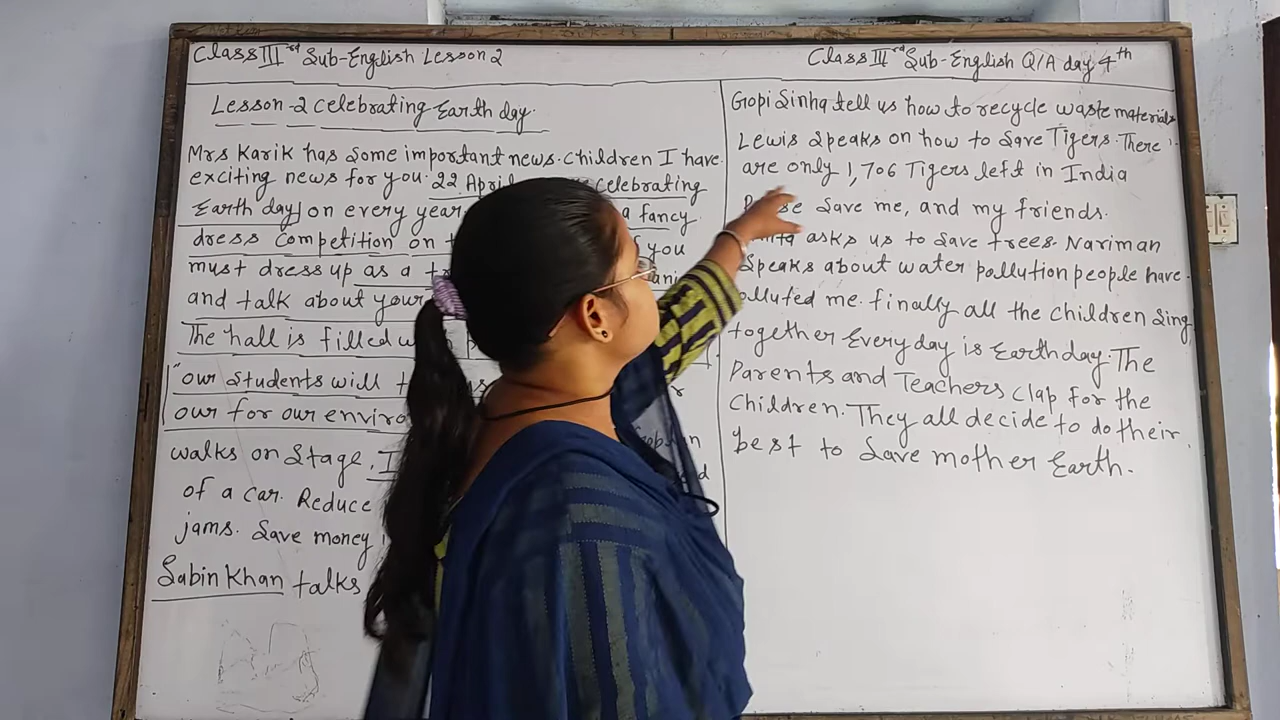 Class III rd Sub-English Lesson 2
Class III rd Sub-English Q/A day 4th
Lesson-2 celebrating Earth day.
Mrs Karik has some important news. children I have
exciting news for you. 22 April celebrating
Earth day on every year a fancy
dress competition on you
must dress up as a
and talk about your
The hall is filled
"our students will
our for our
walks on stage.
of a car. Reduce
jams. Save money
Sabin Khan talks
Gopi Sinha tell us how to recycle waste materials
Lewis speaks on how to save Tigers. There
are only 1,706 Tigers left in India
save me, and my friends.
asks us to save trees. Nariman
speaks about water pollution people have
olluted me. finally all the children sing
together Every day is Earth day. The
Parents and Teachers clap for the
children. They all decide to do their
best to save mother Earth.